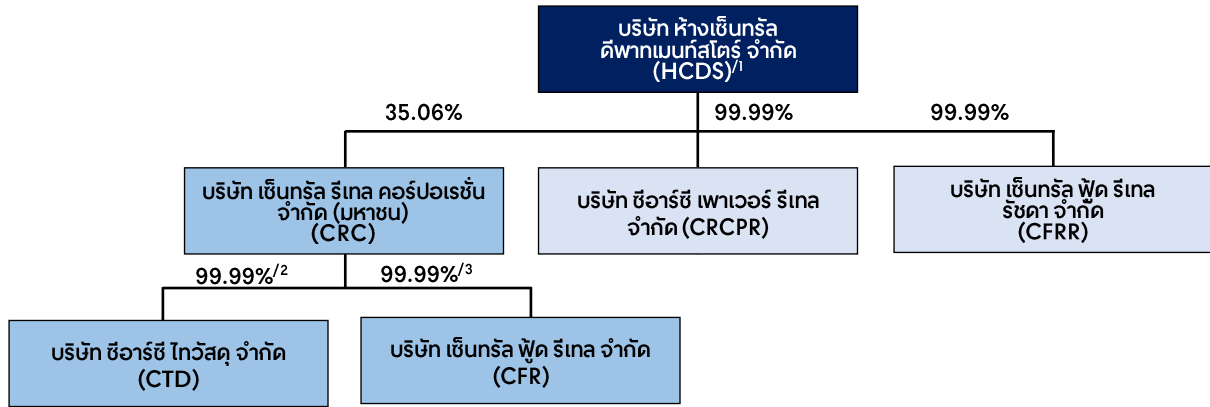 บริษัท ห้างเซ็นทรัล
ดีพาทเมนท์สโตร์ จำกัด
(HCDS)/1
35.06%
99.99%
99.99%
บริษัท เซ็นทรัล รีเทล คอร์ปอเรชั่น
จำกัด (มหาชน)
(CRC)
บริษัท ซีอาร์ซี เพาเวอร์ รีเทล
จำกัด (CRCPR)
บริษัท เซ็นทรัล ฟู้ด รีเทล
รัชดา จำกัด
(CFRR)
99.99%/2
99.99%/3
บริษัท ซีอาร์ซี ไทวัสดุ จำกัด
(CTD)
บริษัท เซ็นทรัล ฟู้ด รีเทล จำกัด
(CFR)